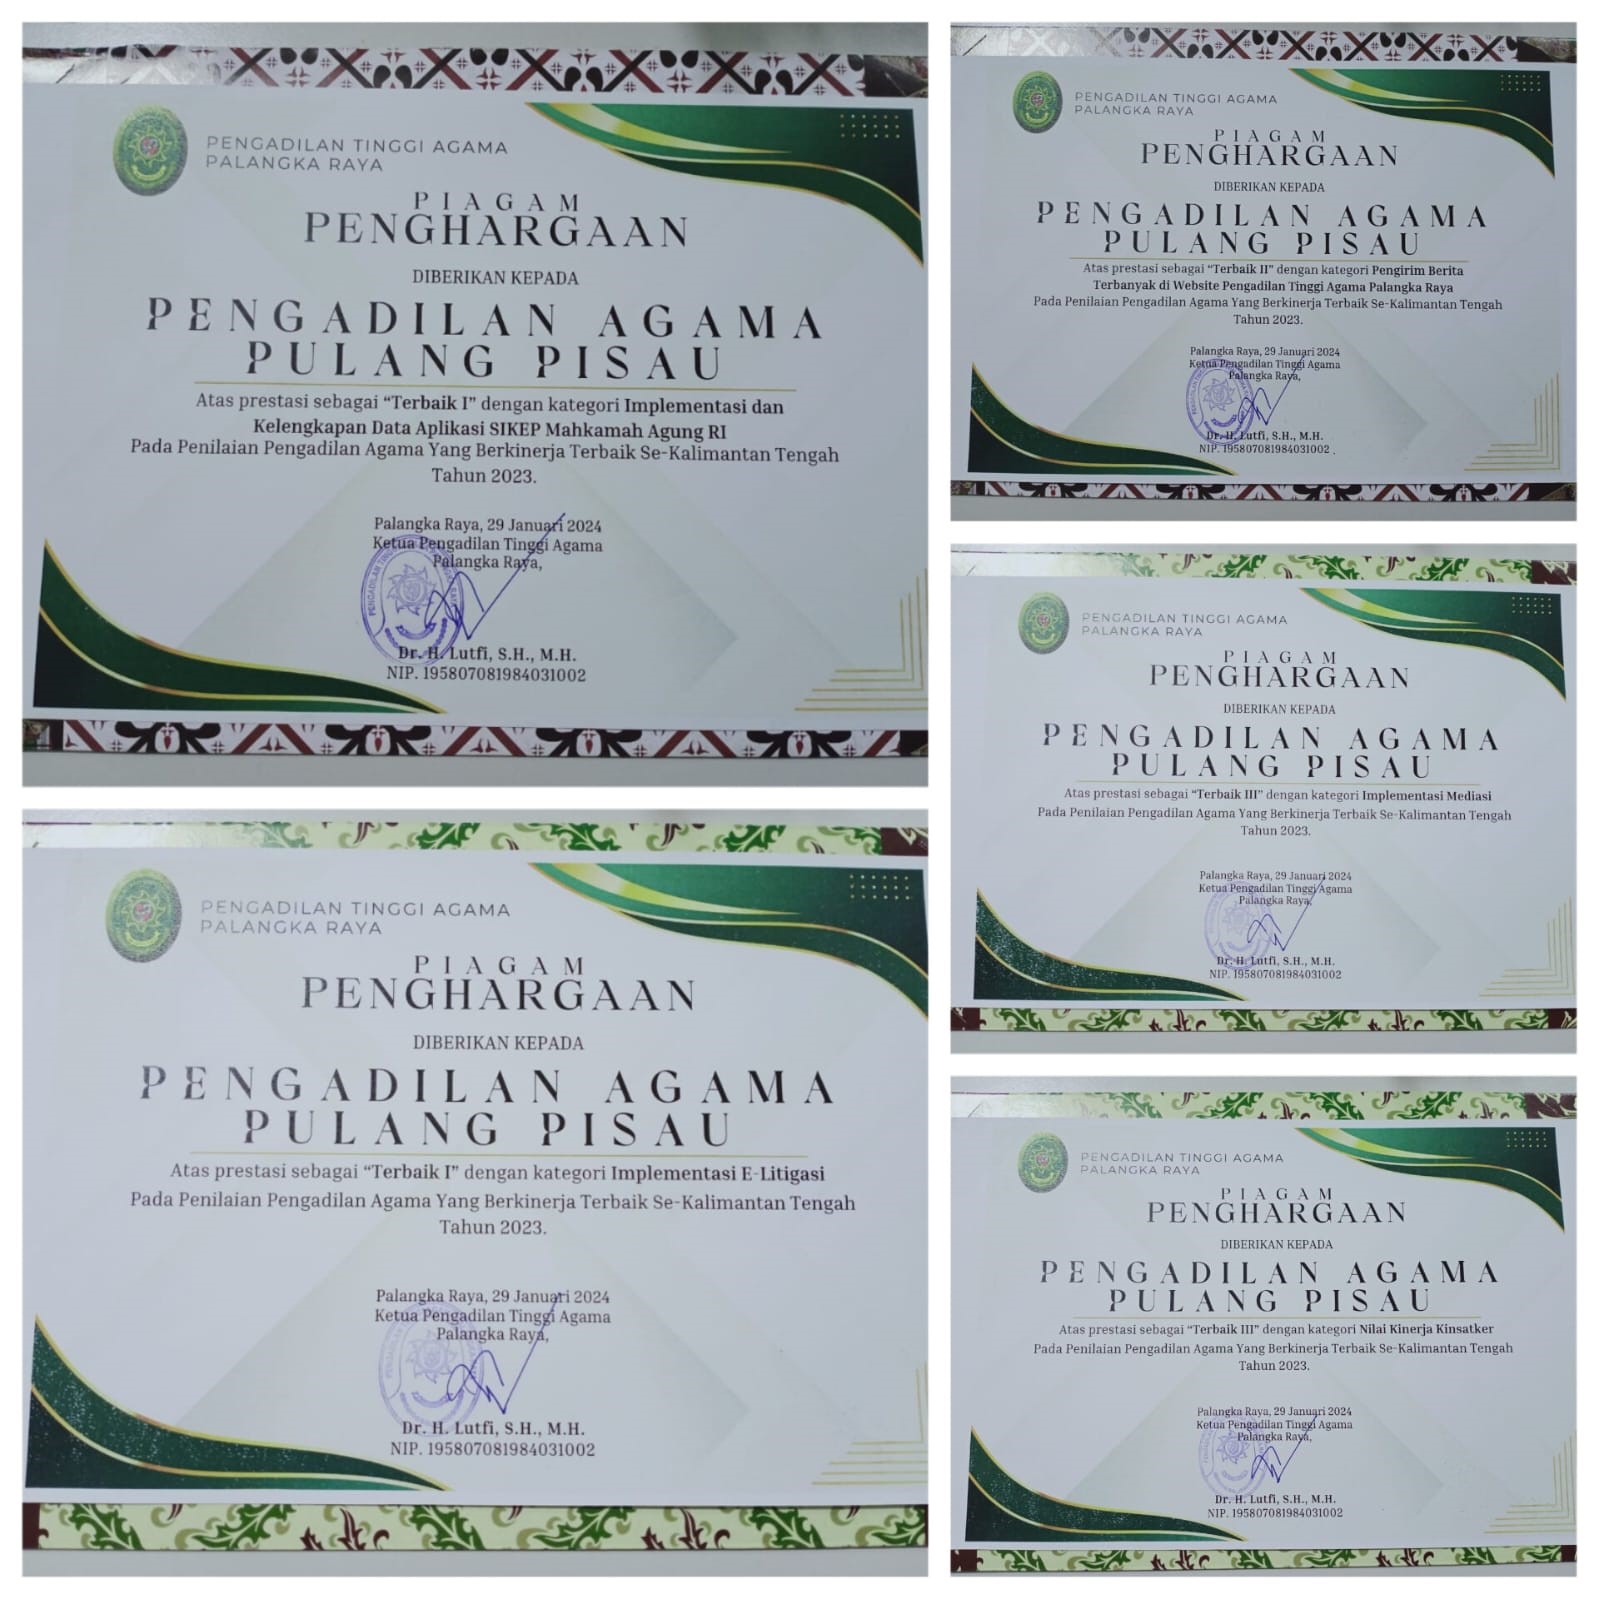 PENGADILAN TINGGI AGAMA
PALANGKA RAYA
PIAGAM
PENGHARGAAN
DIBERIKAN KEPADA
PENGADILAN AGAMA
PULANG PISAU
Atas prestasi sebagai “Terbaik I” dengan kategori Implementasi dan
Kelengkapan Data Aplikasi SIKEP Mahkamah Agung RI
Pada Penilaian Pengadilan Agama Yang Berkinerja Terbaik Se-Kalimantan Tengah
Tahun 2023.
Palangka Raya, 29 Januari 2024
Ketua Pengadilan Tinggi Agama
Palangka Raya,
Dr. H. Lutfi, S.H., M.H.
NIP. 195807081984031002
PENGADILAN TINGGI AGAMA
PALANGKA RAYA
PIAGAM
PENGHARGAAN
DIBERIKAN KEPADA
PENGADILAN AGAMA
PULANG PISAU
Atas prestasi sebagai “Terbaik I” dengan kategori Implementasi E-Litigasi
Pada Penilaian Pengadilan Agama Yang Berkinerja Terbaik Se-Kalimantan Tengah
Tahun 2023.
Palangka Raya, 29 Januari 2024
Ketua Pengadilan Tinggi Agama
Palangka Raya,
Dr. H. Lutfi, S.H., M.H.
NIP. 195807081984031002
PENGADILAN TINGGI AGAMA
PALANGKA RAYA
PIAGAM
PENGHARGAAN
DIBERIKAN KEPADA
PENGADILAN AGAMA
PULANG PISAU
Atas prestasi sebagai “Terbaik II” dengan kategori Pengirim Berita
Terbanyak di Website Pengadilan Tinggi Agama Palangka Raya
Pada Penilaian Pengadilan Agama Yang Berkinerja Terbaik Se-Kalimantan Tengah
Tahun 2023.
Palangka Raya, 29 Januari 2024
Ketua Pengadilan Tinggi Agama
Palangka Raya,
Dr. H. Lutfi, S.H., M.H.
NIP. 195807081984031002 .
PENGADILAN TINGGI AGAMA
PALANGKA RAYA
PIAGAM
PENGHARGAAN
DIBERIKAN KEPADA
PENGADILAN AGAMA
PULANG PISAU
Atas prestasi sebagai “Terbaik III” dengan kategori Implementasi Mediasi
Pada Penilaian Pengadilan Agama Yang Berkinerja Terbaik Se-Kalimantan Tengah
Tahun 2023.
Palangka Raya, 29 Januari 2024
Ketua Pengadilan Tinggi Agama
Palangka Raya,
Dr. H. Lutfi, S.H., M.H.
NIP. 195807081984031002
PENGADILAN TINGGI AGAMA
PALANGKA RAYA
PIAGAM
PENGHARGAAN
DIBERIKAN KEPADA
PENGADILAN AGAMA
PULANG PISAU
Atas prestasi sebagai “Terbaik III” dengan kategori Nilai Kinerja Kinsatker
Pada Penilaian Pengadilan Agama Yang Berkinerja Terbaik Se-Kalimantan Tengah
Tahun 2023.
Palangka Raya, 29 Januari 2024
Ketua Pengadilan Tinggi Agama
Palangka Raya,
Dr. H. Lutfi, S.H., M.H.
NIP. 195807081984031002